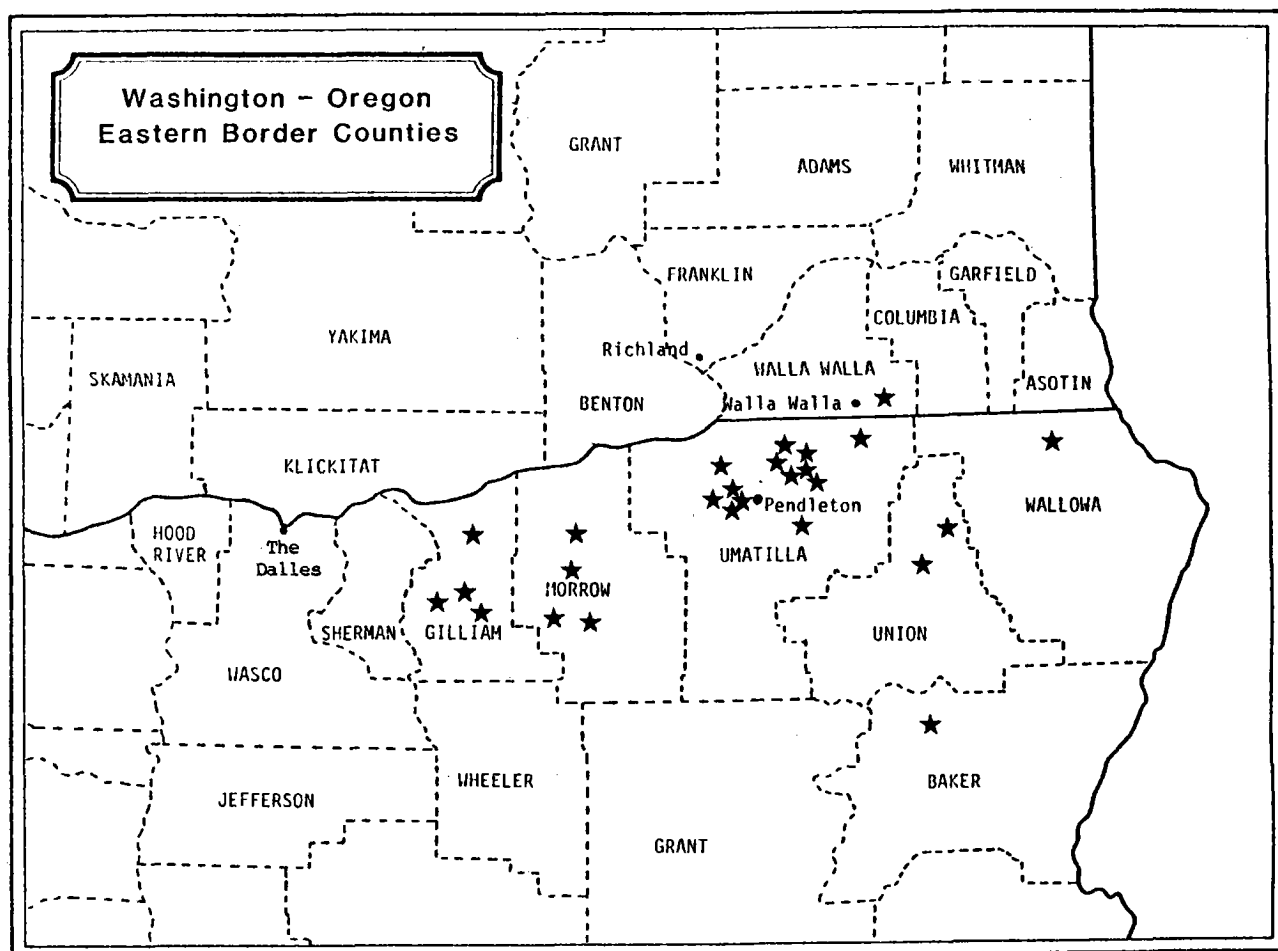 Washington – Oregon
Eastern Border Counties
GRANT
ADAMS
WHITMAN
FRANKLIN
GARFIELD
COLUMBIA
YAKIMA
Richland
WALLA WALLA
SKAMANIA
ASOTIN
BENTON
Walla Walla
KLICKITAT
Pendleton
WALLOWA
HOOD
RIVER
The
Dalles
UMATILLA
MORROW
SHERMAN
GILLIAM
UNION
WASCO
WHEELER
BAKER
JEFFERSON
GRANT